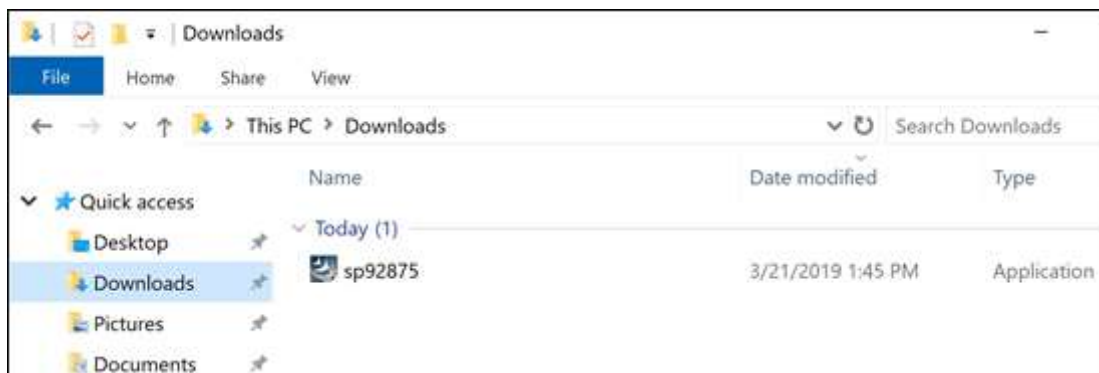 Downloads
File Home Share View
This PC > Downloads Search Downloads
Name Date modified Type
Quick access
Today (1)
Desktop
sp92875 3/21/2019 1:45 PM Application
Downloads
Pictures
Documents